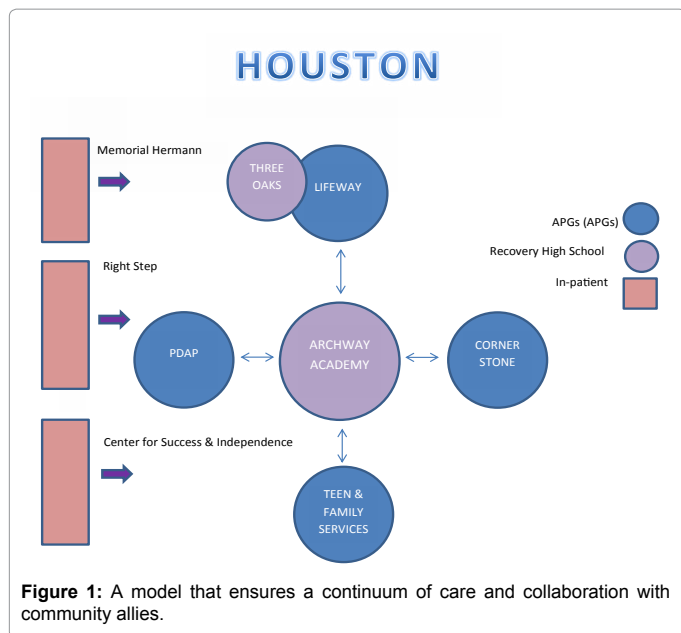 HOUSTON
Memorial Hermann
THREE
OAKS
LIFEWAY
APGs (APGs)
Recovery High School
In-patient
Right Step
PDAP
ARCHWAY
ACADEMY
CORNER
STONE
Center for Success & Independence
TEEN &
FAMILY
SERVICES
Figure 1: A model that ensures a continuum of care and collaboration with
community allies.